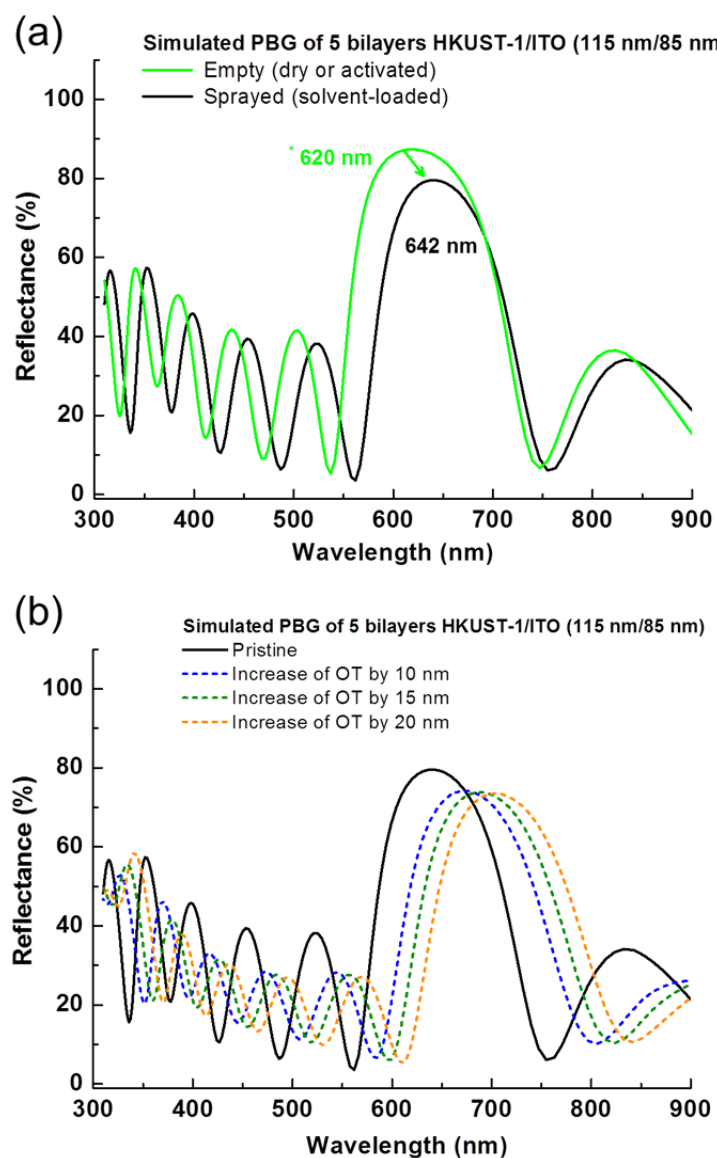 (a)
Simulated PBG of 5 bilayers HKUST-1/ITO (115 nm/85 nm
Empty (dry or activated)
Sprayed (solvent-loaded)
100
80
60
40
20
0
Reflectance (%)
620 nm
642 nm
300 400 500 600 700 800 900
Wavelength (nm)
(b)
Simulated PBG of 5 bilayers HKUST-1/ITO (115 nm/85 nm)
Pristine
Increase of OT by 10 nm
Increase of OT by 15 nm
Increase of OT by 20 nm
100
80
60
40
20
0
Reflectance (%)
300 400 500 600 700 800 900
Wavelength (nm)